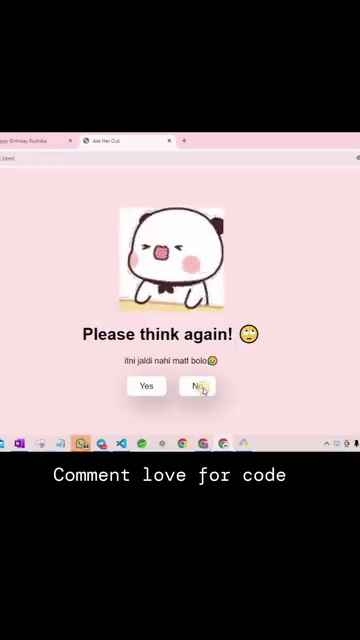 ppy Birthday Radhika
Ask Her Out
.html
Please think again! 🙄
itni jaldi nahi matt bolo😢
Yes
No
Comment love for code